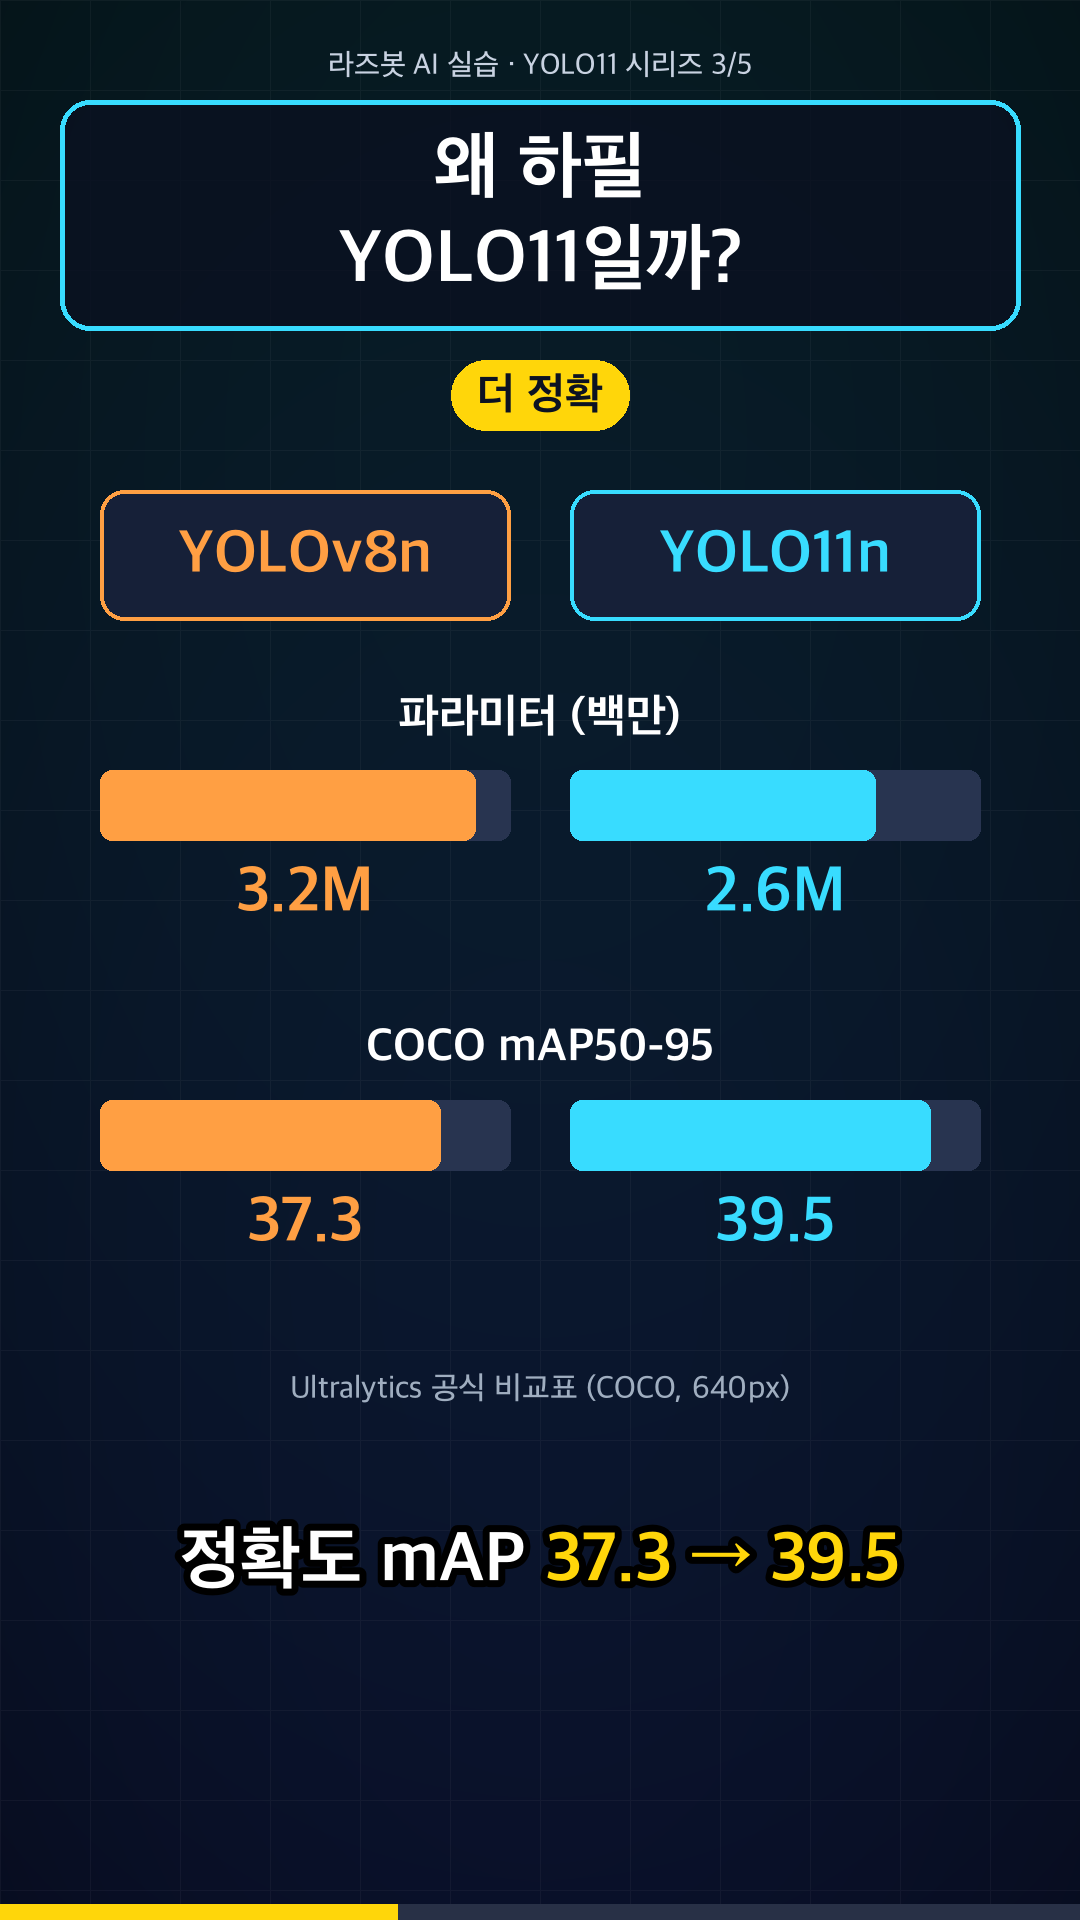 라즈봇 AI 실습 · YOLO11 시리즈 3/5
왜 하필
YOLO11일까?
더 정확
YOLOv8n
YOLO11n
파라미터 (백만)
3.2M
2.6M
COCO mAP50-95
37.3
39.5
Ultralytics 공식 비교표 (COCO, 640px)
정확도 mAP 37.3 → 39.5